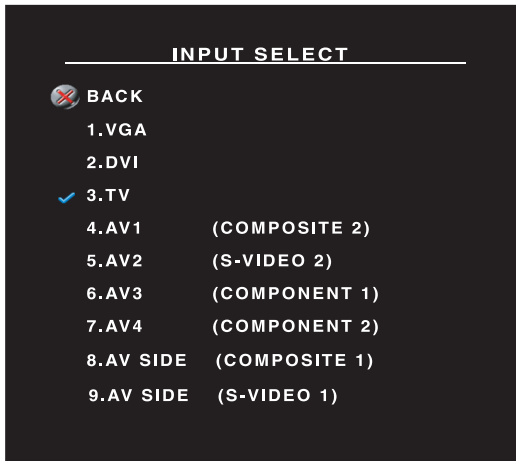 INPUT SELECT
BACK
1.VGA
2.DVI
3.TV
4.AV1 (COMPOSITE 2)
5.AV2 (S-VIDEO 2)
6.AV3 (COMPONENT 1)
7.AV4 (COMPONENT 2)
8.AV SIDE (COMPOSITE 1)
9.AV SIDE (S-VIDEO 1)